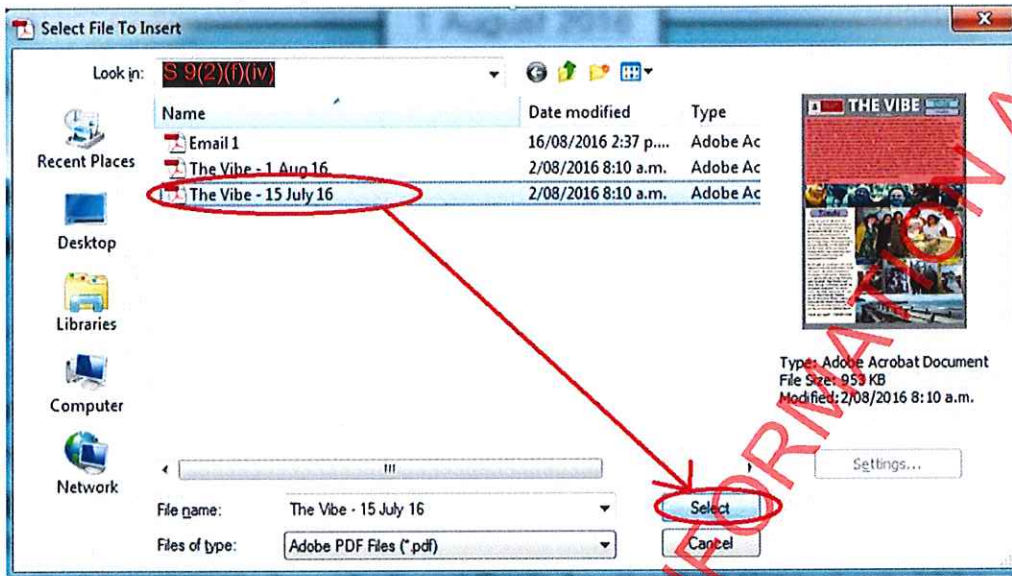 1 August 2016
Select File To Insert
Look in: S 9(2)(f)(iv)
Name Date modified Type
Email 1 16/08/2016 2:37 p.... Adobe Ac
The Vibe - 1 Aug 16 2/08/2016 8:10 a.m. Adobe Ac
The Vibe - 15 July 16 2/08/2016 8:10 a.m. Adobe Ac
Recent Places
Desktop
Libraries
Computer
Network
THE VIBE
Type: Adobe Acrobat Document
File Size: 953 KB
Modified: 2/08/2016 8:10 a.m.
Settings...
File name: The Vibe - 15 July 16 Select
Files of type: Adobe PDF Files (*.pdf) Cancel
INFORMATION A